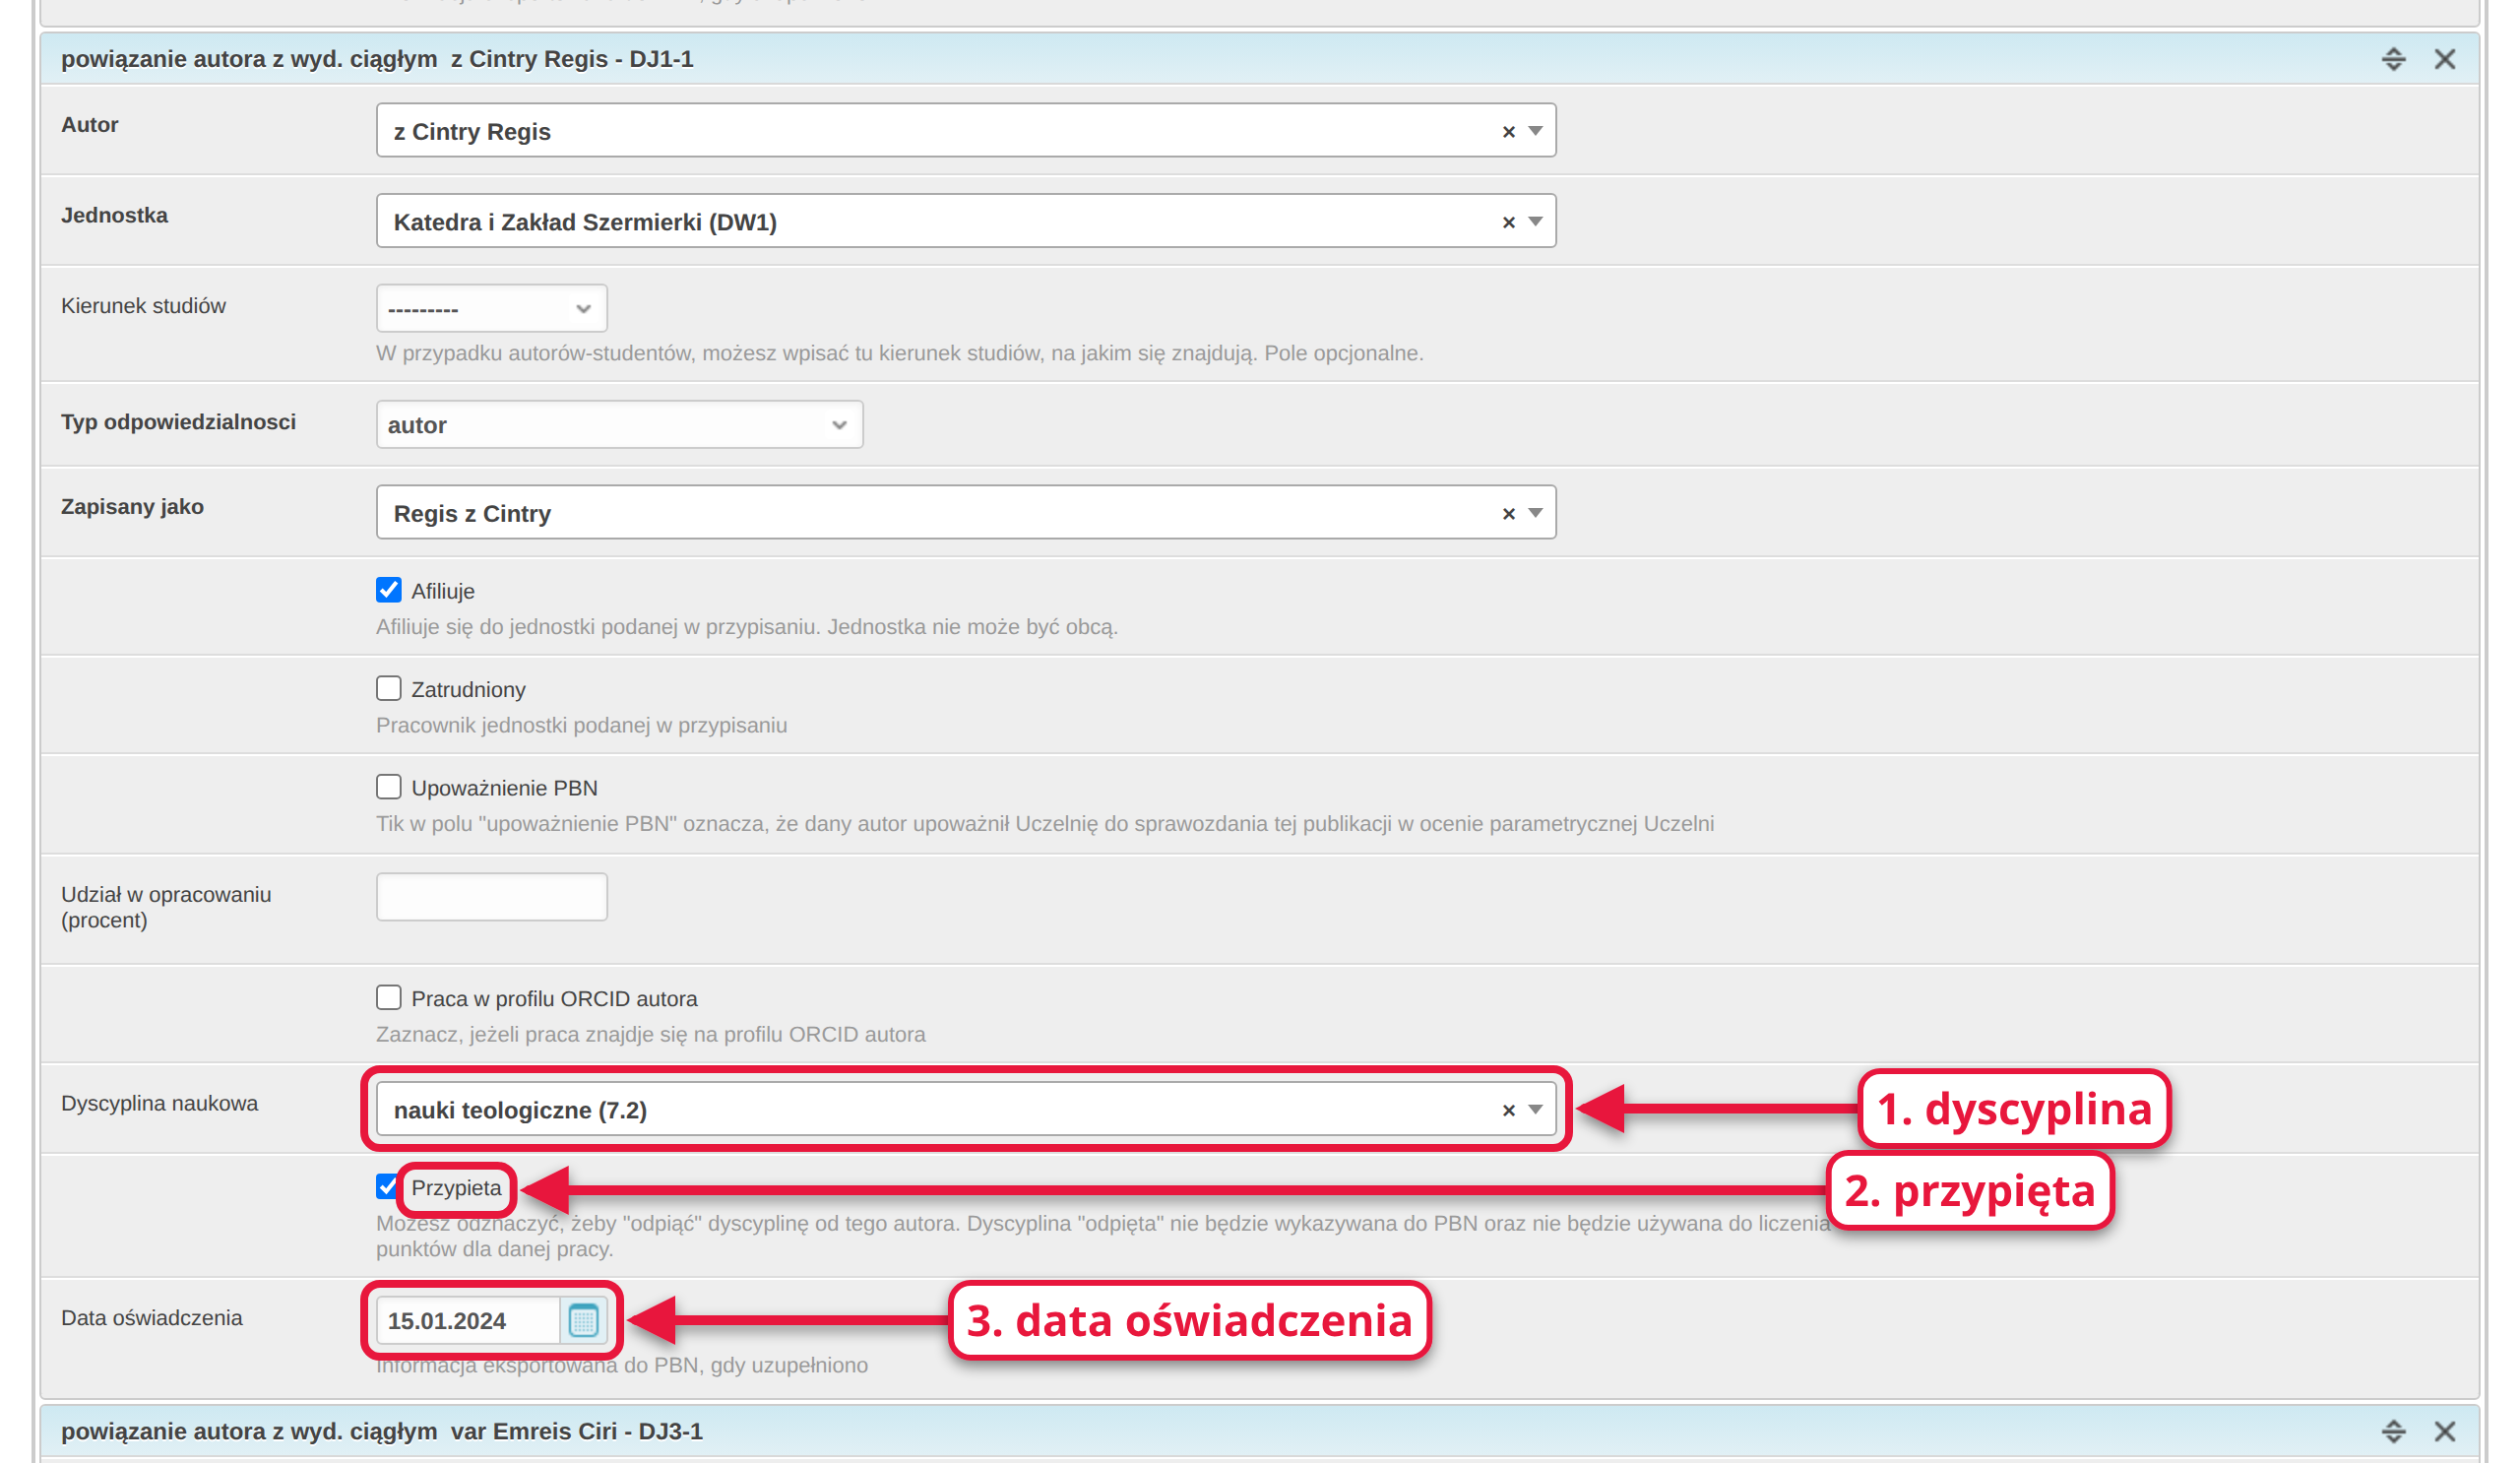 powiązanie autora z wyd. ciągłym  z Cintry Regis - DJ1-1
Autor
z Cintry Regis
Jednostka
Katedra i Zakład Szermierki (DW1)
Kierunek studiów
---------
W przypadku autorów-studentów, możesz wpisać tu kierunek studiów, na jakim się znajdują. Pole opcjonalne.
Typ odpowiedzialnosci
autor
Zapisany jako
Regis z Cintry
Afiliuje
Afiliuje się do jednostki podanej w przypisaniu. Jednostka nie może być obcą.
Zatrudniony
Pracownik jednostki podanej w przypisaniu
Upoważnienie PBN
Tik w polu "upoważnienie PBN" oznacza, że dany autor upoważnił Uczelnię do sprawozdania tej publikacji w ocenie parametrycznej Uczelni
Udział w opracowaniu
(procent)
Praca w profilu ORCID autora
Zaznacz, jeżeli praca znajdje się na profilu ORCID autora
Dyscyplina naukowa
nauki teologiczne (7.2)
1. dyscyplina
Przypieta
2. przypięta
Możesz odznaczyć, żeby "odpiąć" dyscyplinę od tego autora. Dyscyplina "odpięta" nie będzie wykazywana do PBN oraz nie będzie używana do liczenia
punktów dla danej pracy.
Data oświadczenia
15.01.2024
3. data oświadczenia
Informacja eksportowana do PBN, gdy uzupełniono
powiązanie autora z wyd. ciągłym  var Emreis Ciri - DJ3-1